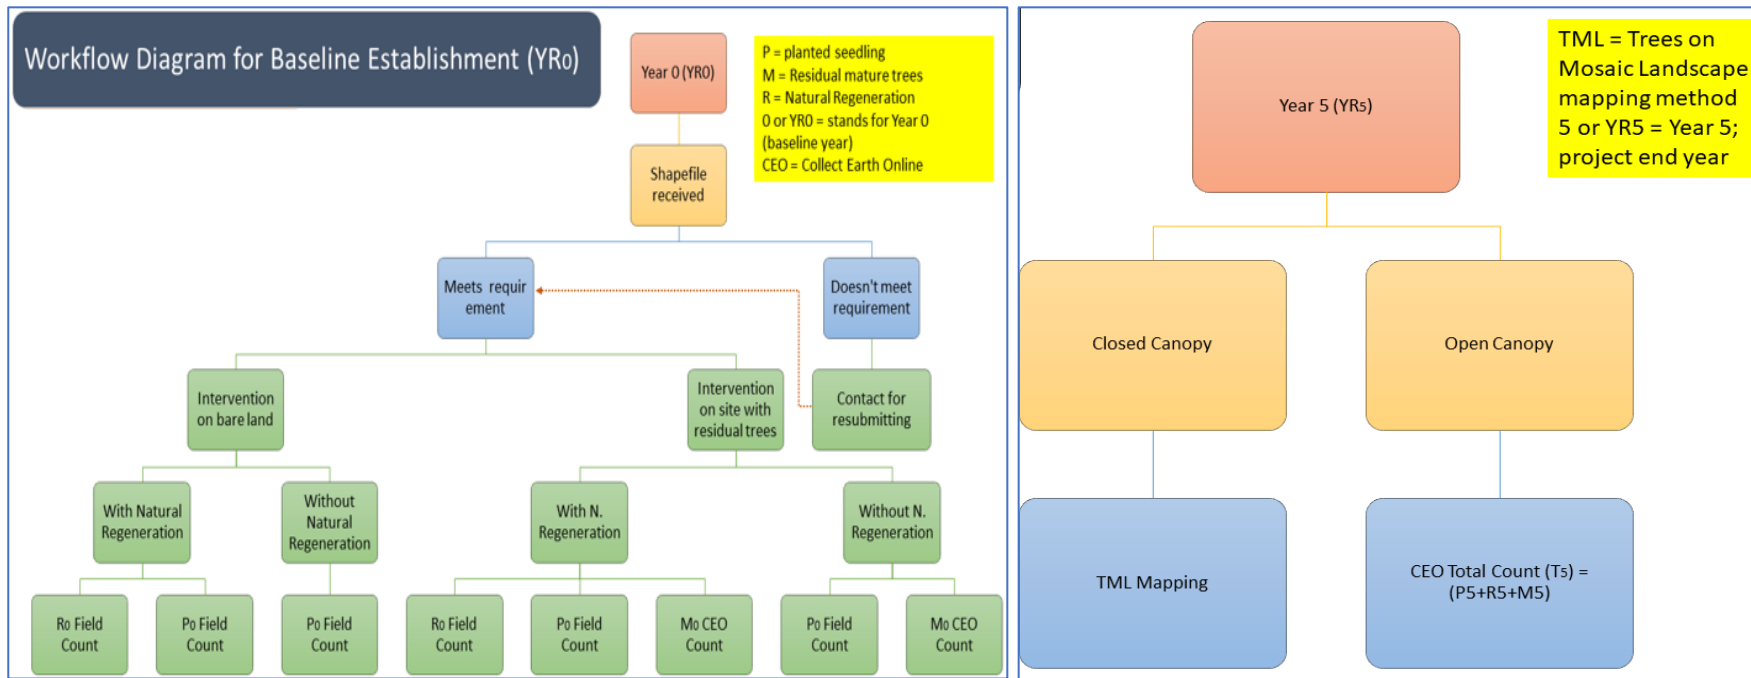 Workflow Diagram for Baseline Establishment (YR0)
Year 0 (YR0)
P = planted seedling
M = Residual mature trees
R = Natural Regeneration
0 or YR0 = stands for Year 0
(baseline year)
CEO = Collect Earth Online
Shapefile
received
Meets requir
ement
Doesn't meet
requirement
Intervention
on bare land
Intervention
on site with
residual trees
Contact for
resubmitting
With Natural
Regeneration
Without
Natural
Regeneration
With N.
Regeneration
Without N.
Regeneration
R0 Field
Count
P0 Field
Count
P0 Field
Count
R0 Field
Count
P0 Field
Count
M0 CEO
Count
P0 Field
Count
M0 CEO
Count
Year 5 (YR5)
TML = Trees on
Mosaic Landscape
mapping method
5 or YR5 = Year 5;
project end year
Closed Canopy
Open Canopy
TML Mapping
CEO Total Count (T5) =
(P5+R5+M5)